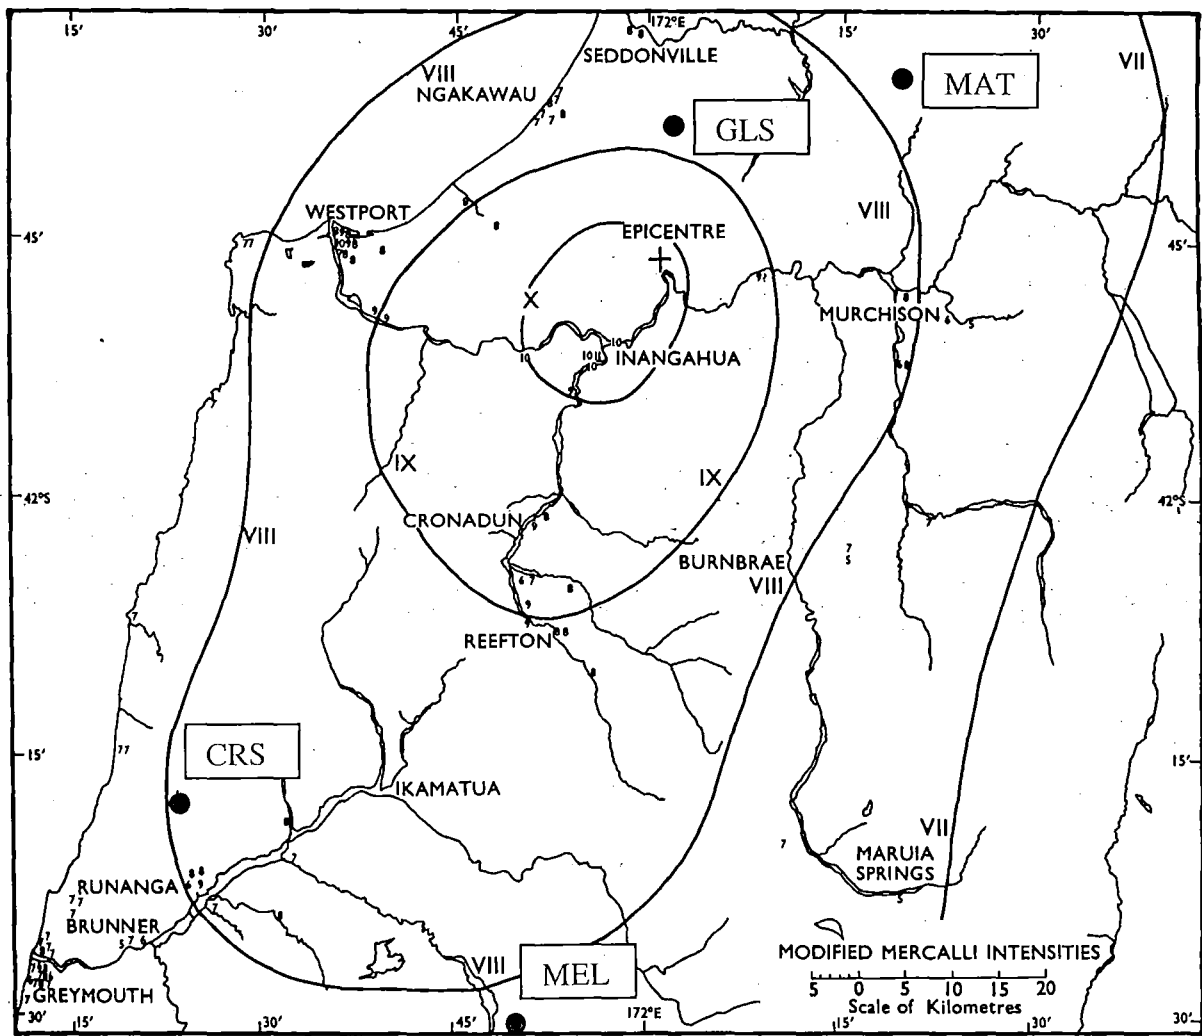 15′ 30′ 45′ 172°E 15′ 30′
VII
SEDDONVILLE
VIII
NGAKAWAU
MAT
GLS
WESTPORT
VIII
45′ 45′
EPICENTRE
X
MURCHISON
INANGAHUA
IX
IX
42°S 42°S
CRONADUN
VIII
BURNBRAE
VIII
REEFTON
CRS
15′ 15′
IKAMATUA
VII
MARUIA
SPRINGS
RUNANGA
BRUNNER
MODIFIED MERCALLI INTENSITIES
VIII
MEL
5 0 5 10 15 20
Scale of Kilometres
GREYMOUTH
30′ 15′ 30′ 45′ 172°E 15′ 30′ 30′